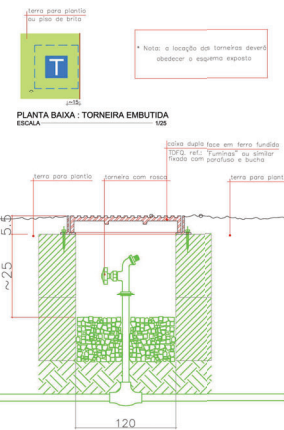 terra para plantio
ou piso de brita
T
* Nota: a locação das torneiras deverá
obedecer o esquema exposto
PLANTA BAIXA : TORNEIRA EMBUTIDA
ESCALA 1/25
caixa dupla face em ferro fundido
TDFQ. ref.: "Fuminas" ou similar
fixado com parafuso e bucha
terra para plantio
torneira com rosca
terra para planti
5,5
~25
120